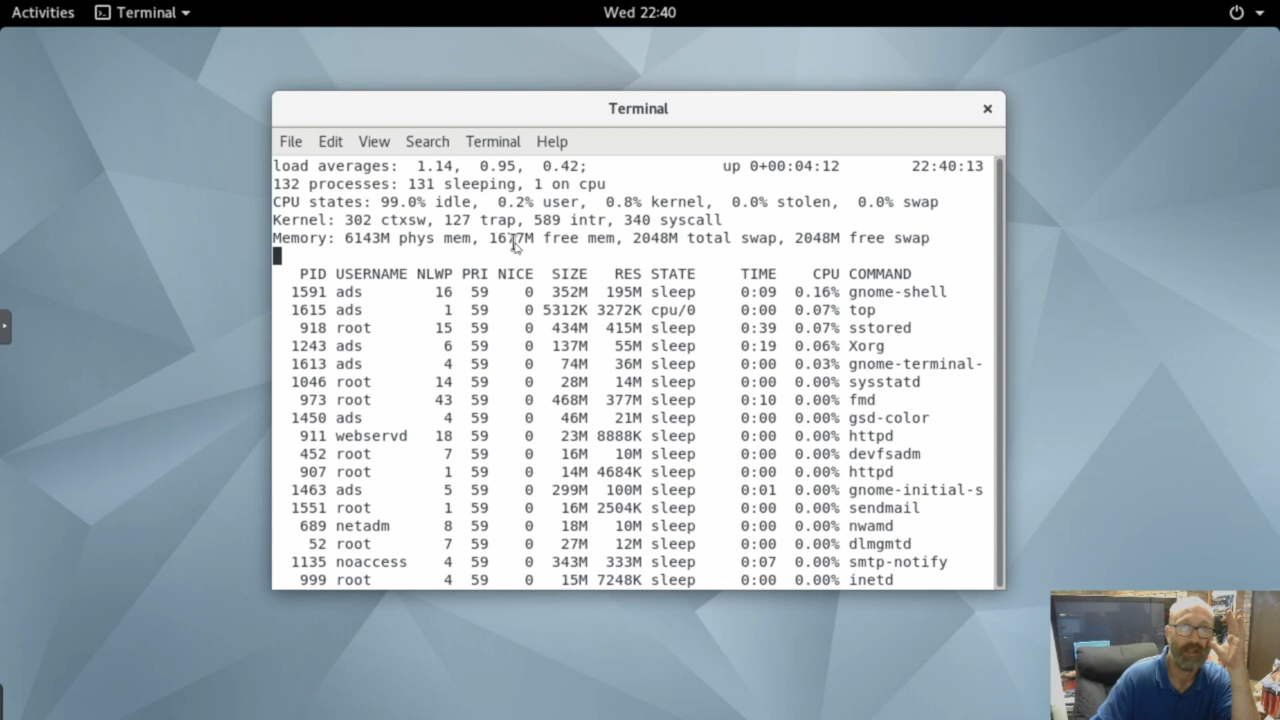 Activities Terminal Wed 22:40
Terminal
File Edit View Search Terminal Help
load averages: 1.14, 0.95, 0.42; up 0+00:04:12 22:40:13
132 processes: 131 sleeping, 1 on cpu
CPU states: 99.0% idle, 0.2% user, 0.8% kernel, 0.0% stolen, 0.0% swap
Kernel: 302 ctxsw, 127 trap, 589 intr, 340 syscall
Memory: 6143M phys mem, 1677M free mem, 2048M total swap, 2048M free swap
PID USERNAME NLWP PRI NICE SIZE RES STATE TIME CPU COMMAND
1591 ads 16 59 0 352M 195M sleep 0:09 0.16% gnome-shell
1615 ads 1 59 0 5312K 3272K cpu/0 0:00 0.07% top
918 root 15 59 0 434M 415M sleep 0:39 0.07% sstored
1243 ads 6 59 0 137M 55M sleep 0:19 0.06% Xorg
1613 ads 4 59 0 74M 36M sleep 0:00 0.03% gnome-terminal-
1046 root 14 59 0 28M 14M sleep 0:00 0.00% sysstatd
973 root 43 59 0 468M 377M sleep 0:10 0.00% fmd
1450 ads 4 59 0 46M 21M sleep 0:00 0.00% gsd-color
911 webservd 18 59 0 23M 8888K sleep 0:00 0.00% httpd
452 root 7 59 0 16M 10M sleep 0:00 0.00% devfsadm
907 root 1 59 0 14M 4684K sleep 0:00 0.00% httpd
1463 ads 5 59 0 299M 100M sleep 0:01 0.00% gnome-initial-s
1551 root 1 59 0 16M 2504K sleep 0:00 0.00% sendmail
689 netadm 8 59 0 18M 10M sleep 0:00 0.00% nwamd
52 root 7 59 0 27M 12M sleep 0:00 0.00% dlmgmtd
1135 noaccess 4 59 0 343M 333M sleep 0:07 0.00% smtp-notify
999 root 4 59 0 15M 7248K sleep 0:00 0.00% inetd